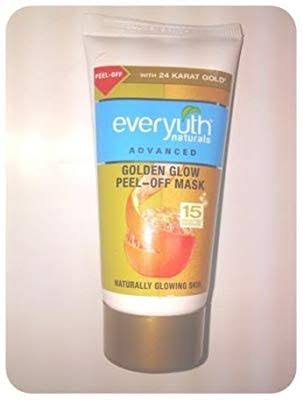 PEEL-OFF
WITH 24 KARAT GOLD*
everyuth
naturals
ADVANCED
GOLDEN GLOW
PEEL-OFF MASK
15
NATURALLY GLOWING SKIN